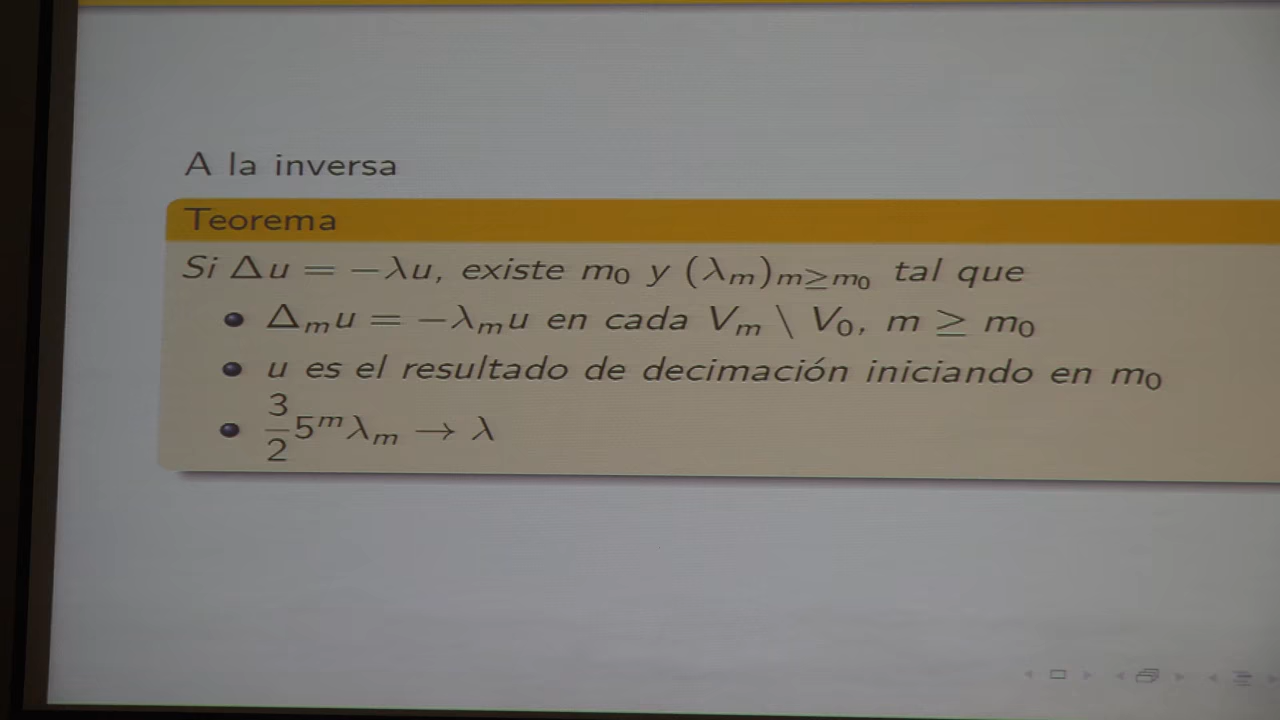 A la inversa
Teorema
Si Δu = −λu, existe m₀ y (λₘ)ₘ≥ₘ₀ tal que
Δₘu = −λₘu en cada Vₘ \ V₀, m ≥ m₀
u es el resultado de decimación iniciando en m₀
3/2 5ᵐλₘ → λ